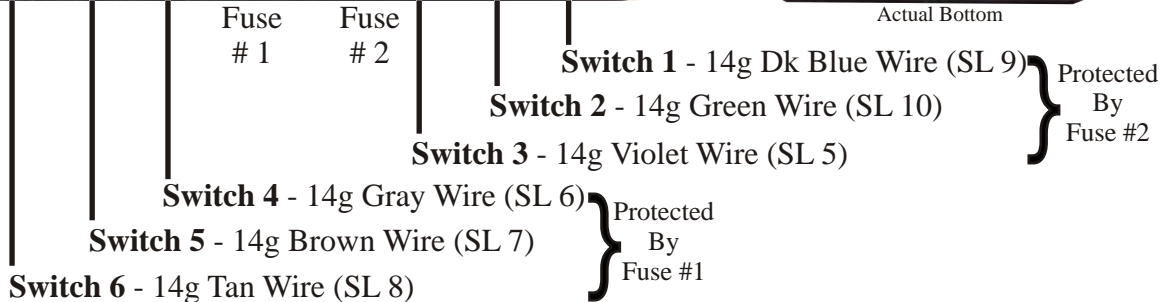 Fuse
# 1
Fuse
# 2
Actual Bottom
Switch 1 - 14g Dk Blue Wire (SL 9)
Switch 2 - 14g Green Wire (SL 10)
Switch 3 - 14g Violet Wire (SL 5)
Protected
By
Fuse #2
Switch 4 - 14g Gray Wire (SL 6)
Switch 5 - 14g Brown Wire (SL 7)
Switch 6 - 14g Tan Wire (SL 8)
Protected
By
Fuse #1